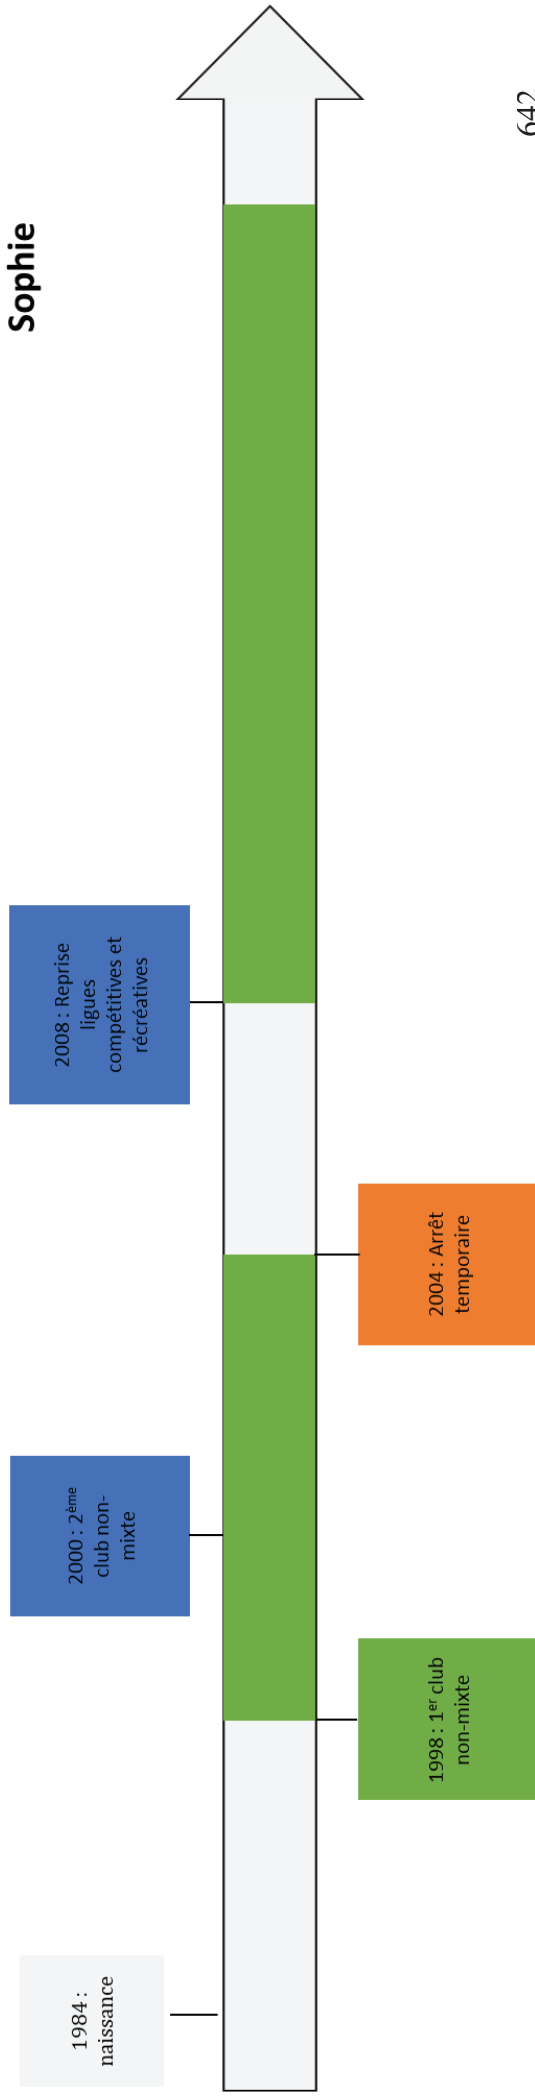 Sophie
1984 :
naissance
1998 : 1er club
non-mixte
2000 : 2ème
club non-
mixte
2004 : Arrêt
temporaire
2008 : Reprise
ligues
compétitives et
récréatives
642